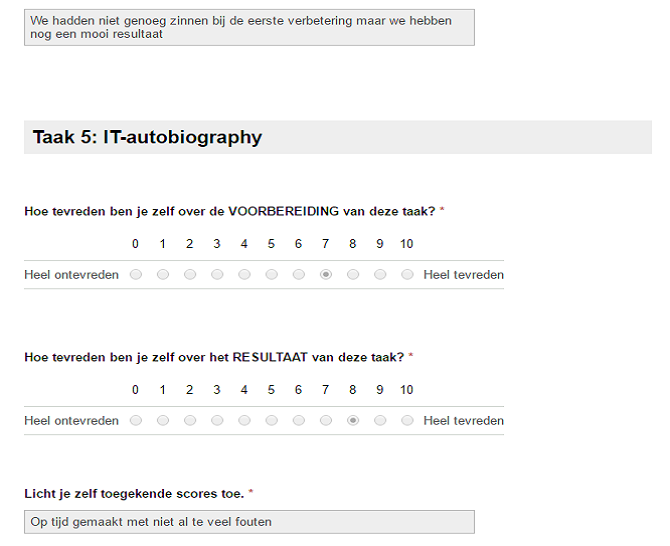 We hadden niet genoeg zinnen bij de eerste verbetering maar we hebben
nog een mooi resultaat
Taak 5: IT-autobiography
Hoe tevreden ben je zelf over de VOORBEREIDING van deze taak? *
0 1 2 3 4 5 6 7 8 9 10
Heel ontevreden Heel tevreden
Hoe tevreden ben je zelf over het RESULTAAT van deze taak? *
0 1 2 3 4 5 6 7 8 9 10
Heel ontevreden Heel tevreden
Licht je zelf toegekende scores toe. *
Op tijd gemaakt met niet al te veel fouten